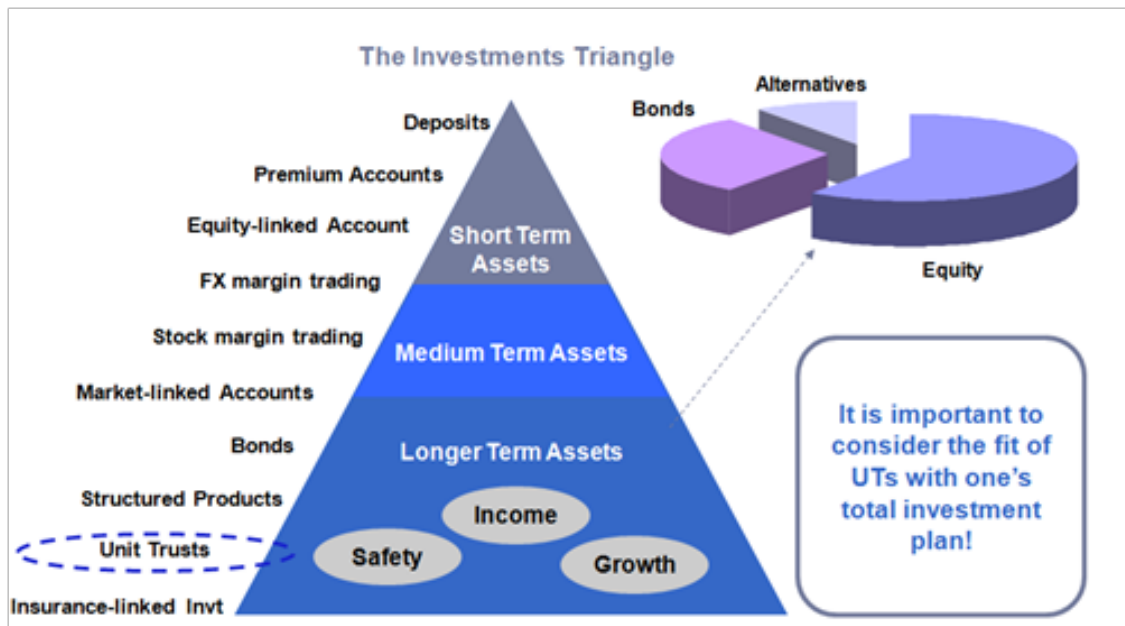 The Investments Triangle
Deposits
Premium Accounts
Equity-linked Account
FX margin trading
Stock margin trading
Market-linked Accounts
Bonds
Structured Products
Unit Trusts
Insurance-linked Invt
Short Term
Assets
Medium Term Assets
Longer Term Assets
Income
Safety
Growth
Alternatives
Bonds
Equity
It is important to
consider the fit of
UTs with one’s
total investment
plan!